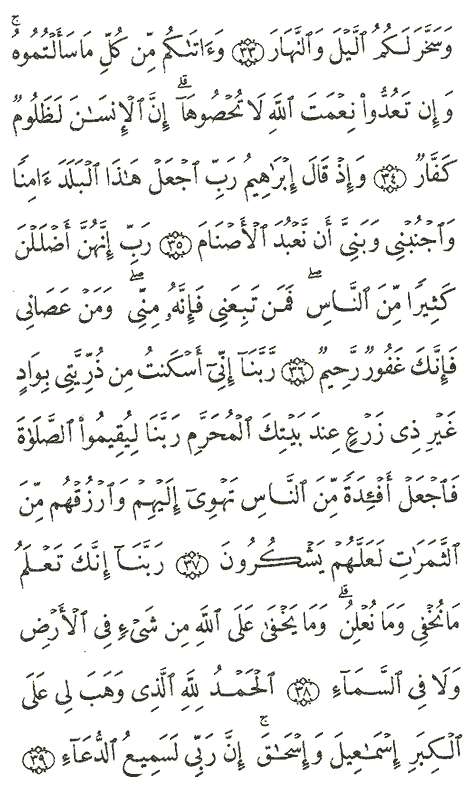 وَسَخَّرَ لَكُمُ ٱلَّيۡلَ وَٱلنَّهَارَ ٣٣ وَءَاتَىٰكُم مِّن كُلِّ مَا سَأَلۡتُمُوهُۚ
وَإِن تَعُدُّواْ نِعۡمَتَ ٱللَّهِ لَا تُحۡصُوهَآۗ إِنَّ ٱلۡإِنسَـٰنَ لَظَلُومٌ
كَفَّارٌ ٣٤ وَإِذۡ قَالَ إِبۡرَٰهِيمُ رَبِّ ٱجۡعَلۡ هَـٰذَا ٱلۡبَلَدَ ءَامِنًا
وَٱجۡنُبۡنِي وَبَنِيَّ أَن نَّعۡبُدَ ٱلۡأَصۡنَامَ ٣٥ رَبِّ إِنَّهُنَّ أَضۡلَلۡنَ
كَثِيرًا مِّنَ ٱلنَّاسِۖ فَمَن تَبِعَنِي فَإِنَّهُۥ مِنِّيۖ وَمَنۡ عَصَانِي
فَإِنَّكَ غَفُورٌ رَّحِيمٌ ٣٦ رَّبَّنَآ إِنِّيٓ أَسۡكَنتُ مِن ذُرِّيَّتِي بِوَادٍ
غَيۡرِ ذِي زَرۡعٍ عِندَ بَيۡتِكَ ٱلۡمُحَرَّمِ رَبَّنَا لِيُقِيمُواْ ٱلصَّلَوٰةَ
فَٱجۡعَلۡ أَفۡـِٔدَةً مِّنَ ٱلنَّاسِ تَهۡوِيٓ إِلَيۡهِمۡ وَٱرۡزُقۡهُم مِّنَ
ٱلثَّمَرَٰتِ لَعَلَّهُمۡ يَشۡكُرُونَ ٣٧ رَبَّنَآ إِنَّكَ تَعۡلَمُ
مَا نُخۡفِي وَمَا نُعۡلِنُۗ وَمَا يَخۡفَىٰ عَلَى ٱللَّهِ مِن شَيۡءٍ فِي ٱلۡأَرۡضِ
وَلَا فِي ٱلسَّمَآءِ ٣٨ ٱلۡحَمۡدُ لِلَّهِ ٱلَّذِي وَهَبَ لِي عَلَى
ٱلۡكِبَرِ إِسۡمَـٰعِيلَ وَإِسۡحَـٰقَۚ إِنَّ رَبِّي لَسَمِيعُ ٱلدُّعَآءِ ٣٩